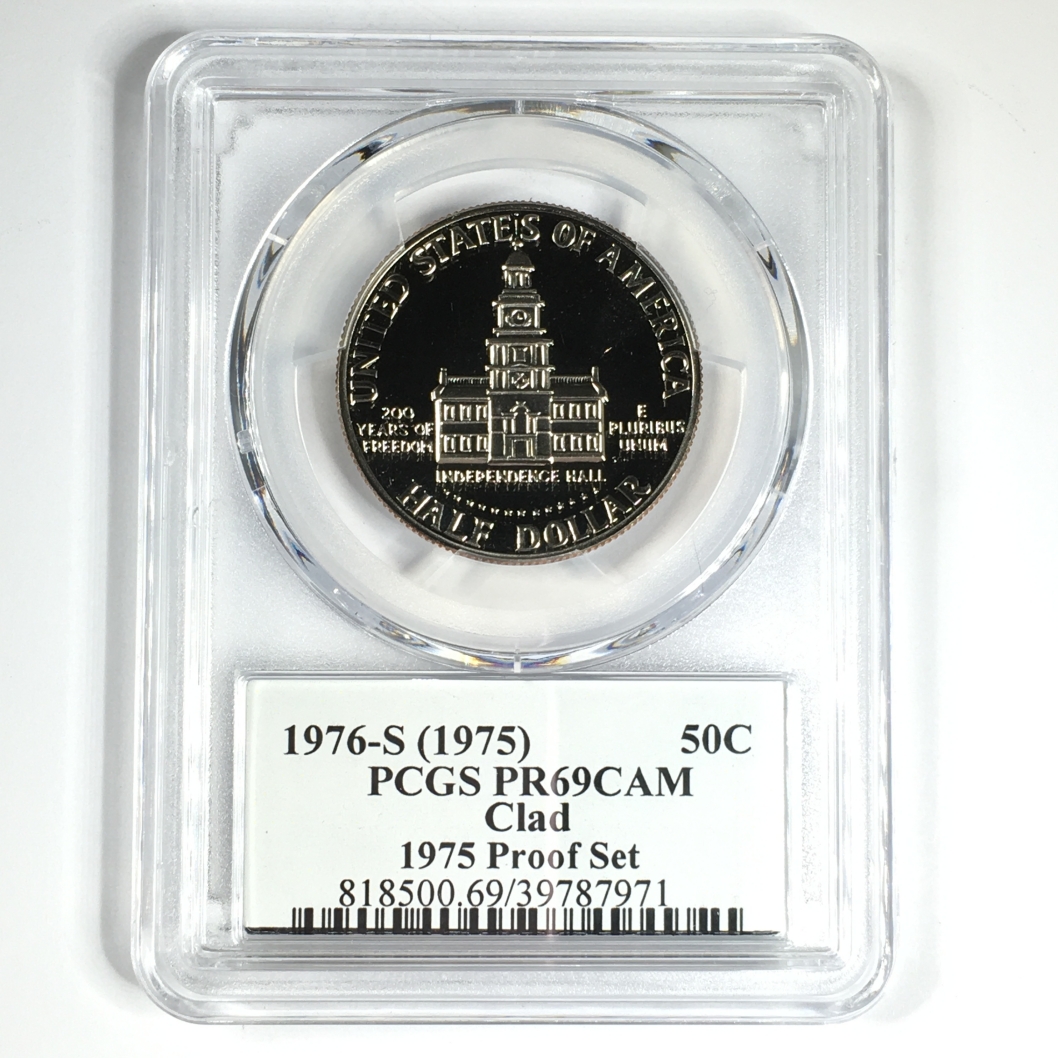 UNITED STATES OF AMERICA
200
YEARS OF
FREEDOM
E
PLURIBUS
UNUM
INDEPENDENCE HALL
HALF DOLLAR
1976-S (1975) 50C
PCGS PR69CAM
Clad
1975 Proof Set
818500.69/39787971